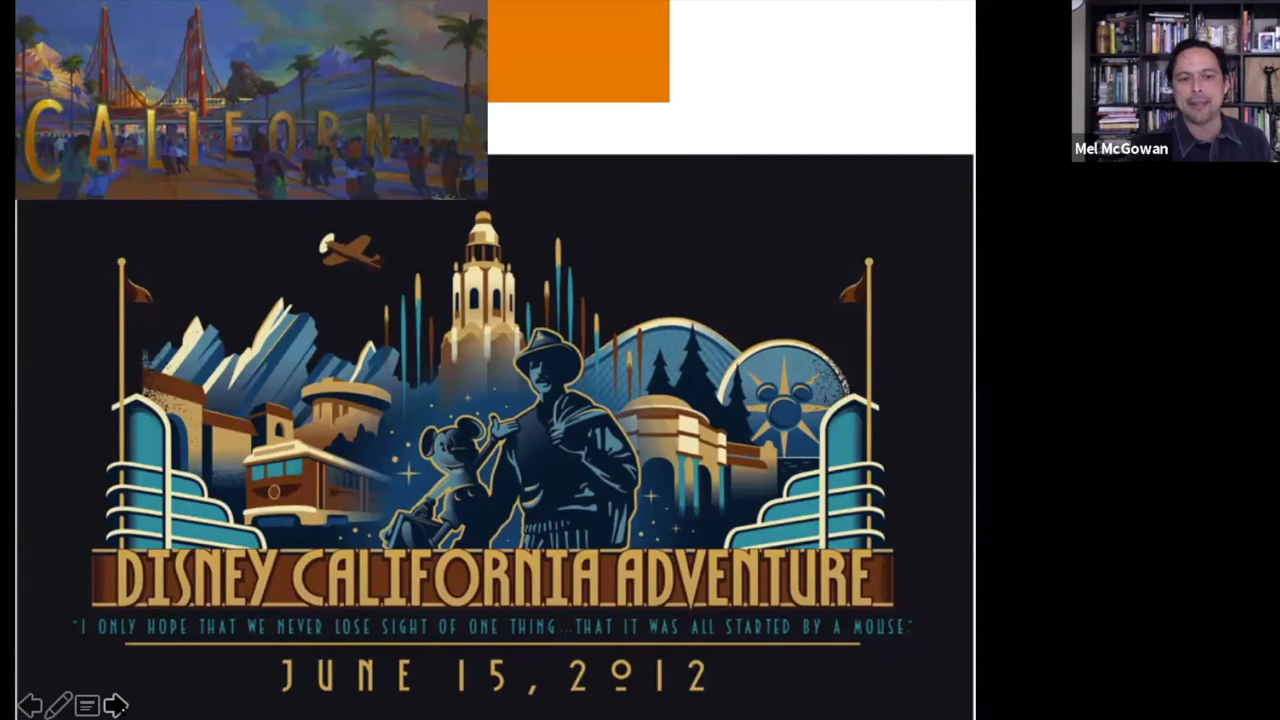 CALIFORNIA
Mel McGowan
DISNEY CALIFORNIA ADVENTURE
"I ONLY HOPE THAT WE NEVER LOSE SIGHT OF ONE THING...THAT IT WAS ALL STARTED BY A MOUSE."
JUNE 15, 2012